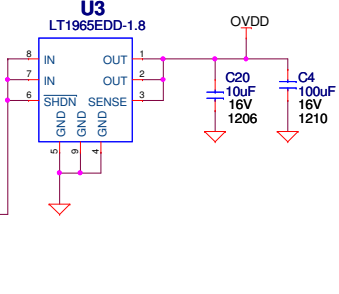 U3
LT1965EDD-1.8
OVDD
8 IN OUT 1
7 IN OUT 2
6 SHDN SENSE 3
GND GND GND
5 9 4
C20
10uF
16V
1206
C4
100uF
16V
1210